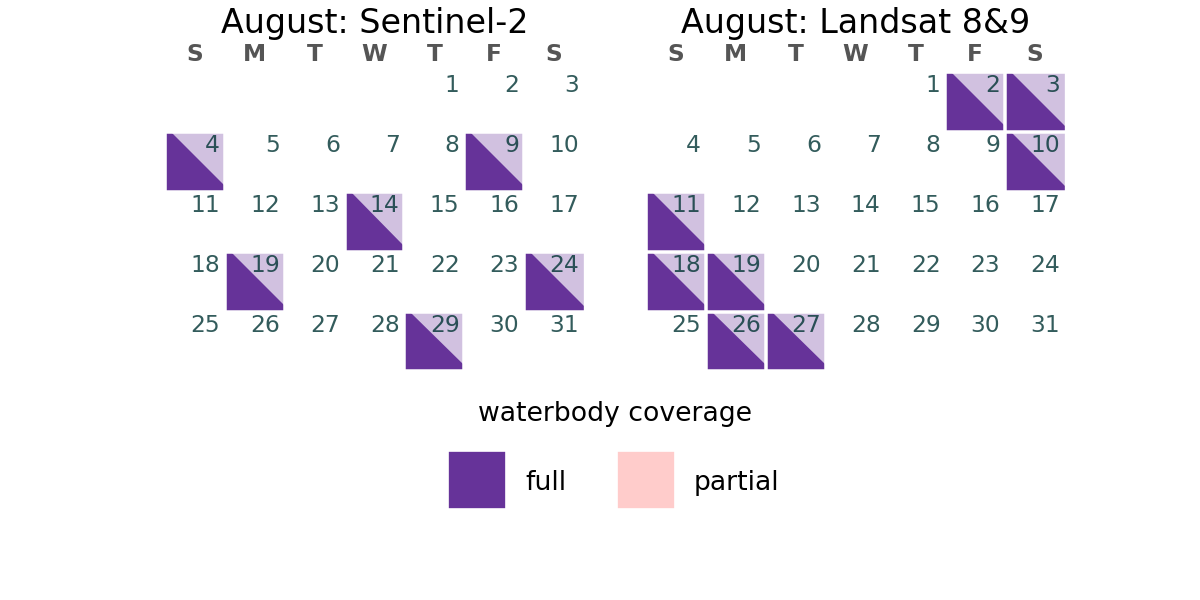 August: Sentinel-2
S M T W T F S
1 2 3
4 5 6 7 8 9 10
11 12 13 14 15 16 17
18 19 20 21 22 23 24
25 26 27 28 29 30 31
August: Landsat 8&9
S M T W T F S
1 2 3
4 5 6 7 8 9 10
11 12 13 14 15 16 17
18 19 20 21 22 23 24
25 26 27 28 29 30 31
waterbody coverage
full partial